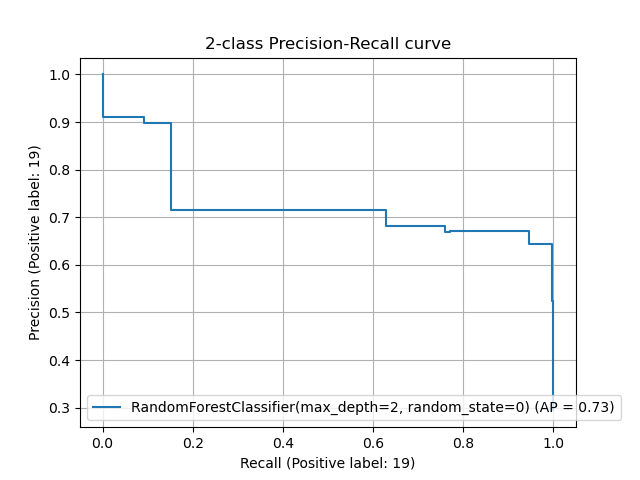 2-class Precision-Recall curve
Precision (Positive label: 19)
1.0
0.9
0.8
0.7
0.6
0.5
0.4
0.3
RandomForestClassifier(max_depth=2, random_state=0) (AP = 0.73)
0.0 0.2 0.4 0.6 0.8 1.0
Recall (Positive label: 19)